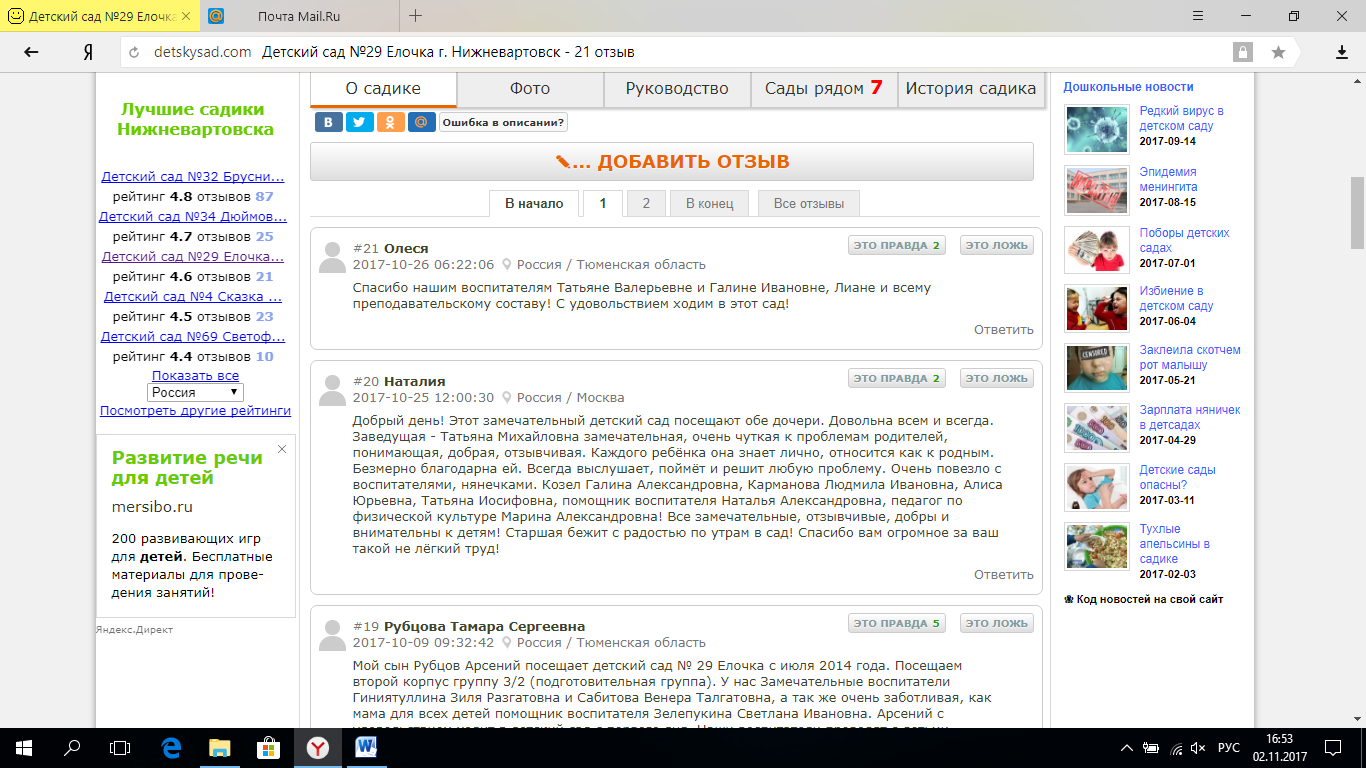 Детский сад №29 Елочка
Почта Mail.Ru
detskysad.com Детский сад №29 Елочка г. Нижневартовск - 21 отзыв
Лучшие садики
Нижневартовска
Детский сад №32 Брусни...
рейтинг 4.8 отзывов 87
Детский сад №34 Дюймов...
рейтинг 4.7 отзывов 25
Детский сад №29 Елочка...
рейтинг 4.6 отзывов 21
Детский сад №4 Сказка ...
рейтинг 4.5 отзывов 23
Детский сад №69 Светоф...
рейтинг 4.4 отзывов 10
Показать все
Россия
Посмотреть другие рейтинги
Развитие речи
для детей
mersibo.ru
200 развивающих игр
для детей. Бесплатные
материалы для прове-
дения занятий!
Яндекс.Директ
О садике
Фото
Руководство
Сады рядом 7
История садика
Ошибка в описании?
... ДОБАВИТЬ ОТЗЫВ
В начало 1 2 В конец Все отзывы
#21 Олеся
ЭТО ПРАВДА 2 ЭТО ЛОЖЬ
2017-10-26 06:22:06 Россия / Тюменская область
Спасибо нашим воспитателям Татьяне Валерьевне и Галине Ивановне, Лиане и всему
преподавательскому составу! С удовольствием ходим в этот сад!
Ответить
#20 Наталия
ЭТО ПРАВДА 2 ЭТО ЛОЖЬ
2017-10-25 12:00:30 Россия / Москва
Добрый день! Этот замечательный детский сад посещают обе дочери. Довольна всем и всегда.
Заведущая - Татьяна Михайловна замечательная, очень чуткая к проблемам родителей,
понимающая, добрая, отзывчивая. Каждого ребёнка она знает лично, относится как к родным.
Безмерно благодарна ей. Всегда выслушает, поймёт и решит любую проблему. Очень повезло с
воспитателями, нянечками. Козел Галина Александровна, Карманова Людмила Ивановна, Алиса
Юрьевна, Татьяна Иосифовна, помощник воспитателя Наталья Александровна, педагог по
физической культуре Марина Александровна! Все замечательные, отзывчивые, добры и
внимательны к детям! Старшая бежит с радостью по утрам в сад! Спасибо вам огромное за ваш
такой не лёгкий труд!
Ответить
#19 Рубцова Тамара Сергеевна
ЭТО ПРАВДА 5 ЭТО ЛОЖЬ
2017-10-09 09:32:42 Россия / Тюменская область
Мой сын Рубцов Арсений посещает детский сад № 29 Елочка с июля 2014 года. Посещаем
второй корпус группу 3/2 (подготовительная группа). У нас Замечательные воспитатели
Гиниятуллина Зиля Разгатовна и Сабитова Венера Талгатовна, а так же очень заботливая, как
мама для всех детей помощник воспитателя Зелепукина Светлана Ивановна. Арсений с
Дошкольные новости
Редкий вирус в
детском саду
2017-09-14
Эпидемия
менингита
2017-08-15
Поборы детских
садах
2017-07-01
Избиение в
детском саду
2017-06-04
CENSORED
Заклеила скотчем
рот малышу
2017-05-21
Зарплата нянечек
в детсадах
2017-04-29
Детские сады
опасны?
2017-03-11
Тухлые
апельсины в
садике
2017-02-03
Код новостей на свой сайт
РУС
16:53
02.11.2017